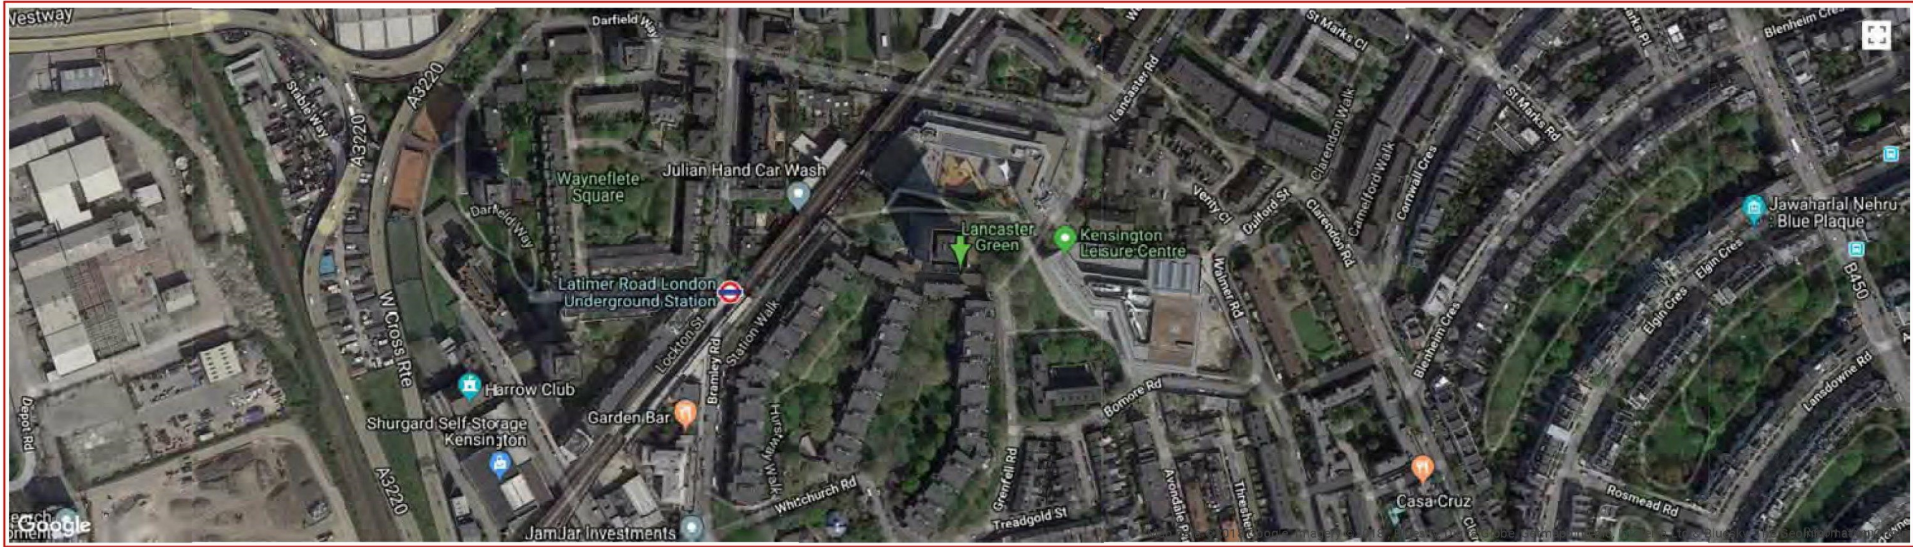 Westway
Darfield Way
St Marks Cl
Marks Pl
Blenheim Cres
A3220
Stable Way
A3220
Lancaster Rd
St Marks Rd
Julian Hand Car Wash
Wayneflete
Square
Clarendon Walk
Camelford Walk
Cornwall Cres
Verity Cl
Dulford St
Clarendon Rd
Darfield Way
Lancaster
Green
Kensington
Leisure Centre
Jawaharlal Nehru
: Blue Plaque
Elgin Cres
Elgin Cres
B450
Latimer Road London
Underground Station
Walmer Rd
W Cross Rte
Lockton St
Station Walk
Bramley Rd
Blenheim Cres
Lansdowne Rd
Harrow Club
Bomore Rd
Depot Rd
Garden Bar
Hurstway Walk
Shurgard Self-Storage
Kensington
Grenfell Rd
A3220
Whitchurch Rd
Avondale
Casa Cruz
Rosmead Rd
Treadgold St
Google
JamJar Investments